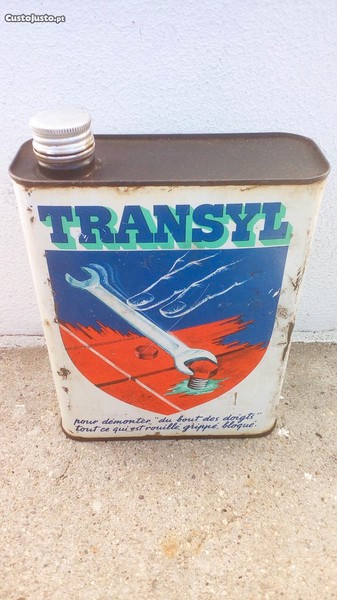 CustoJusto.pt
TRANSYL
pour démonter "du bout des doigts"
tout ce qui est rouillé, grippé, bloqué.